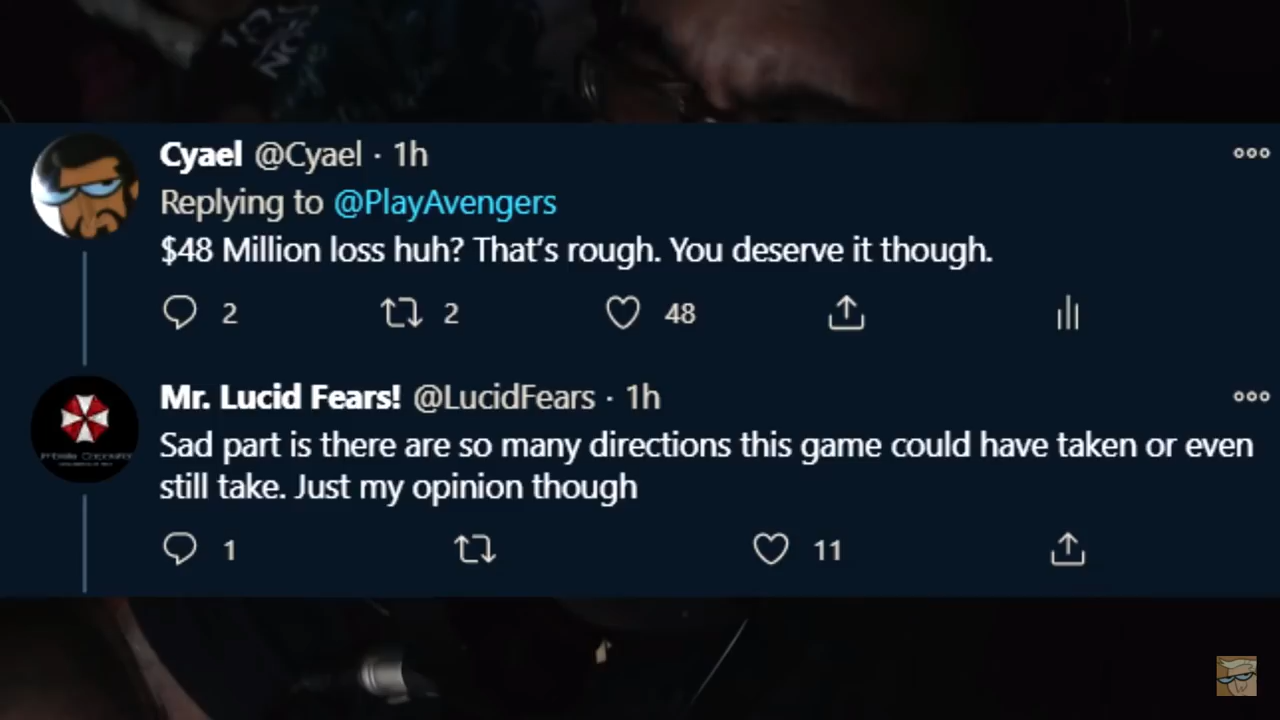 Cyael @Cyael · 1h
Replying to @PlayAvengers
$48 Million loss huh? That's rough. You deserve it though.
2 2 48
Mr. Lucid Fears! @LucidFears · 1h
Sad part is there are so many directions this game could have taken or even
still take. Just my opinion though
1 11